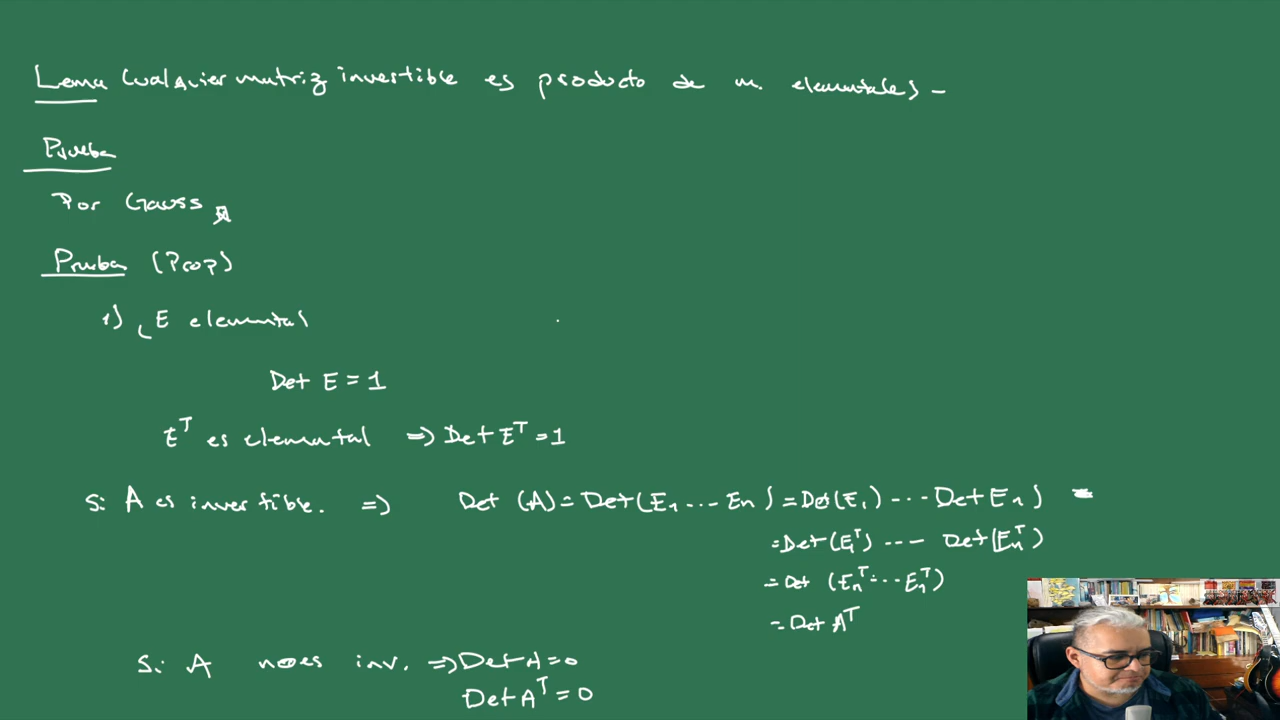 Lema Cualquier matriz invertible es producto de m. elementales –
Prueba
Por Gauss
Prueba (Prop)
1) E elemental
Det E = 1
E^T es elemental => Det E^T = 1
Si A es invertible. => Det (A) = Det(E1 ... En) = Det(E1) ... Det En)
= Det(E1^T) ... Det(En^T)
= Det (En^T ... E1^T)
= Det A^T
Si A no es inv. => Det A = 0
Det A^T = 0